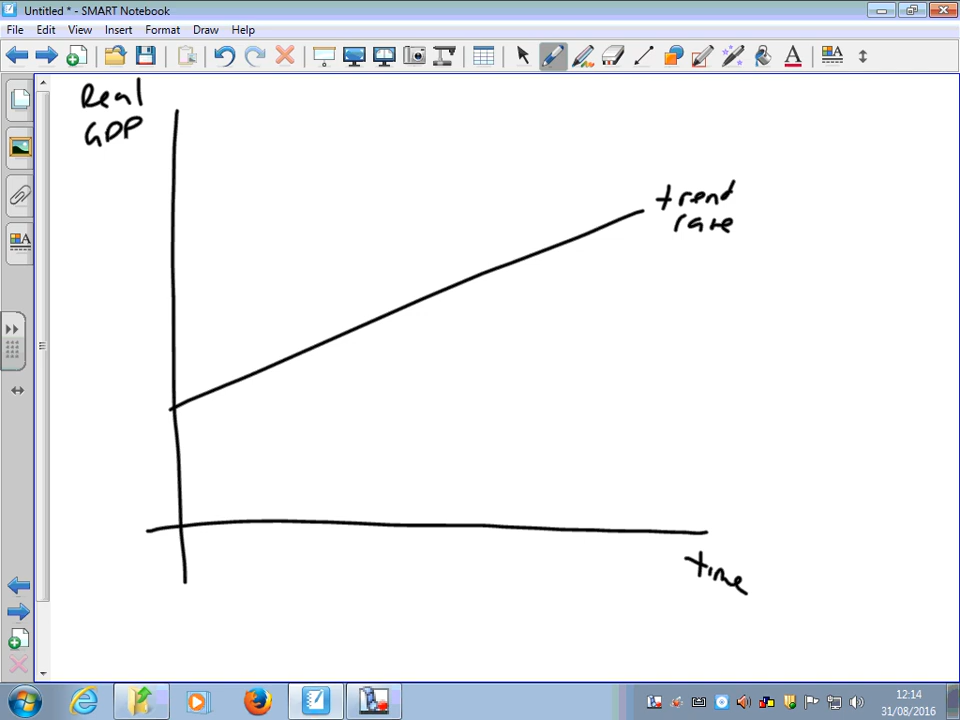 Untitled * - SMART Notebook
File Edit View Insert Format Draw Help
Real
GDP
trend
rate
time
12:14
31/08/2016